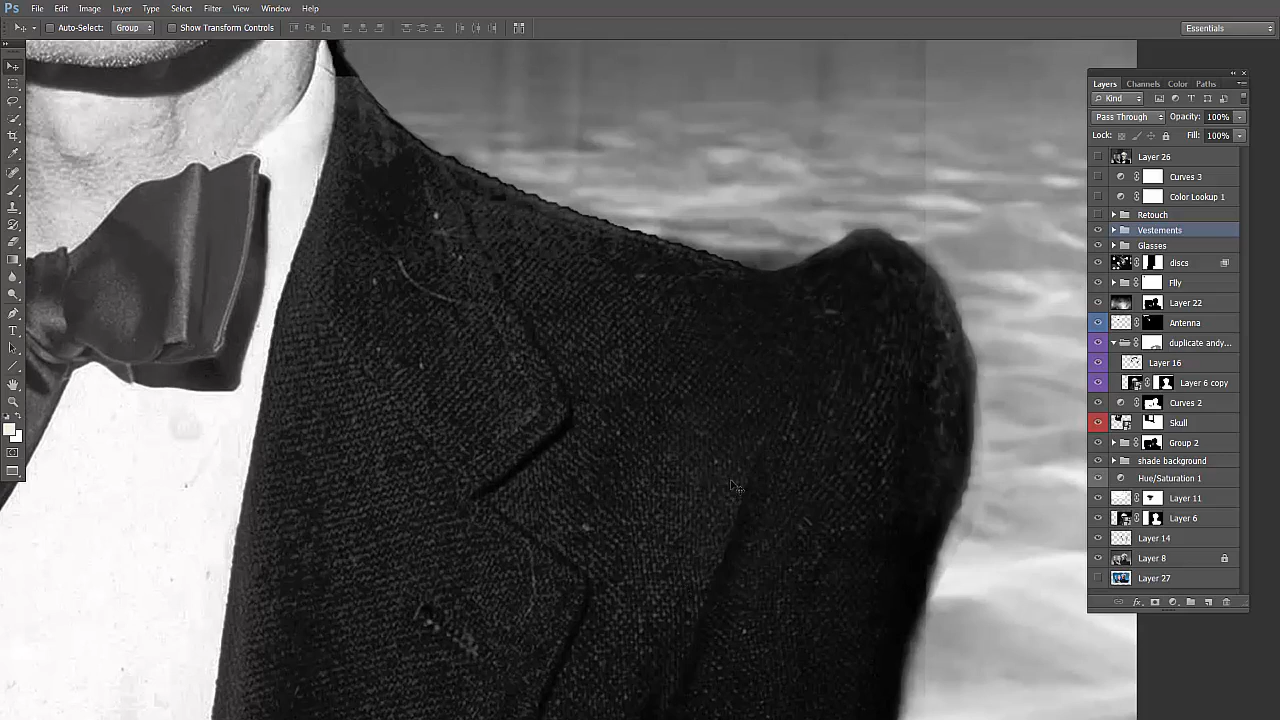 Ps File Edit Image Layer Type Select Filter View Window Help
Auto-Select: Group Show Transform Controls Essentials
Layers Channels Color Paths
Kind
Pass Through Opacity: 100%
Lock: Fill: 100%
Layer 26
Curves 3
Color Lookup 1
Retouch
Vestements
Glasses
discs
Flly
Layer 22
Antenna
duplicate andy...
Layer 16
Layer 6 copy
Curves 2
Skull
Group 2
shade background
Hue/Saturation 1
Layer 11
Layer 6
Layer 14
Layer 8
Layer 27
fx